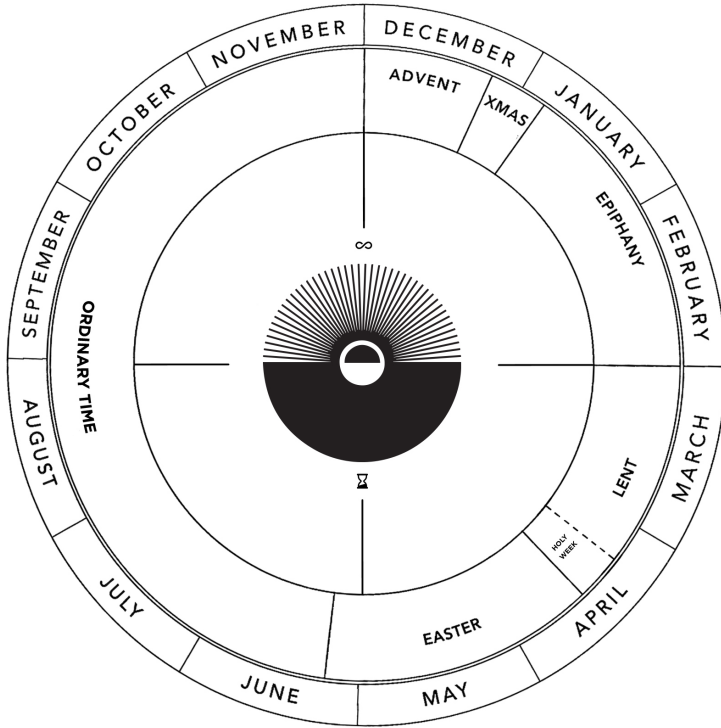 DECEMBER
JANUARY
FEBRUARY
MARCH
APRIL
MAY
JUNE
JULY
AUGUST
SEPTEMBER
OCTOBER
NOVEMBER
ADVENT
XMAS
EPIPHANY
LENT
HOLY
WEEK
EASTER
ORDINARY TIME
∞